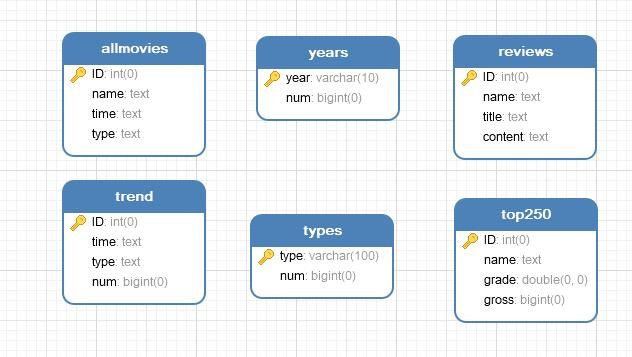 allmovies
ID: int(0)
name: text
time: text
type: text
years
year: varchar(10)
num: bigint(0)
reviews
ID: int(0)
name: text
title: text
content: text
trend
ID: int(0)
time: text
type: text
num: bigint(0)
types
type: varchar(100)
num: bigint(0)
top250
ID: int(0)
name: text
grade: double(0, 0)
gross: bigint(0)